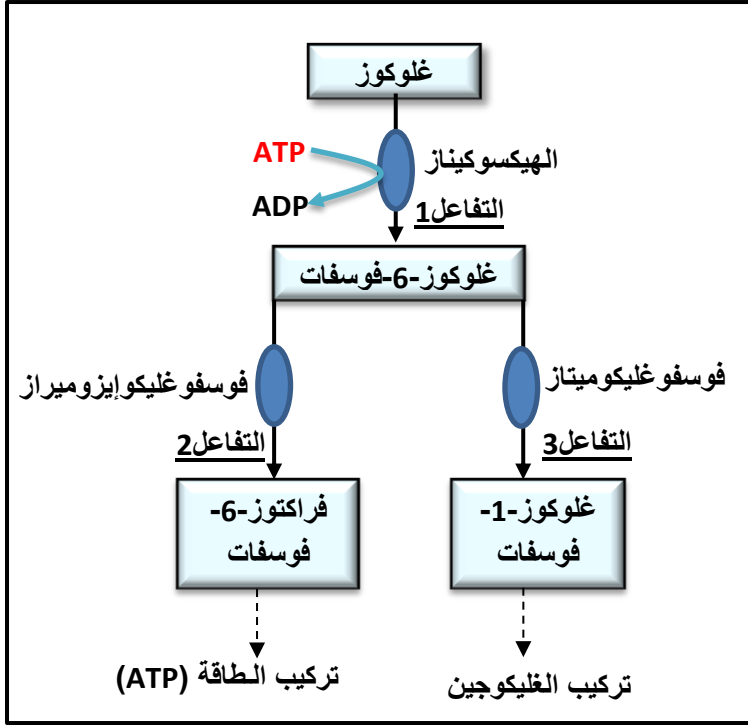 غلوكوز
ATP
الهيكسوكيناز
ADP
التفاعل1
غلوكوز-6-فوسفات
فوسفوغليكوميتاز
فوسفوغليكوإيزوميراز
التفاعل3
التفاعل2
غلوكوز-1-
فوسفات
فراكتوز-6-
فوسفات
تركيب الغليكوجين
تركيب الطاقة (ATP)